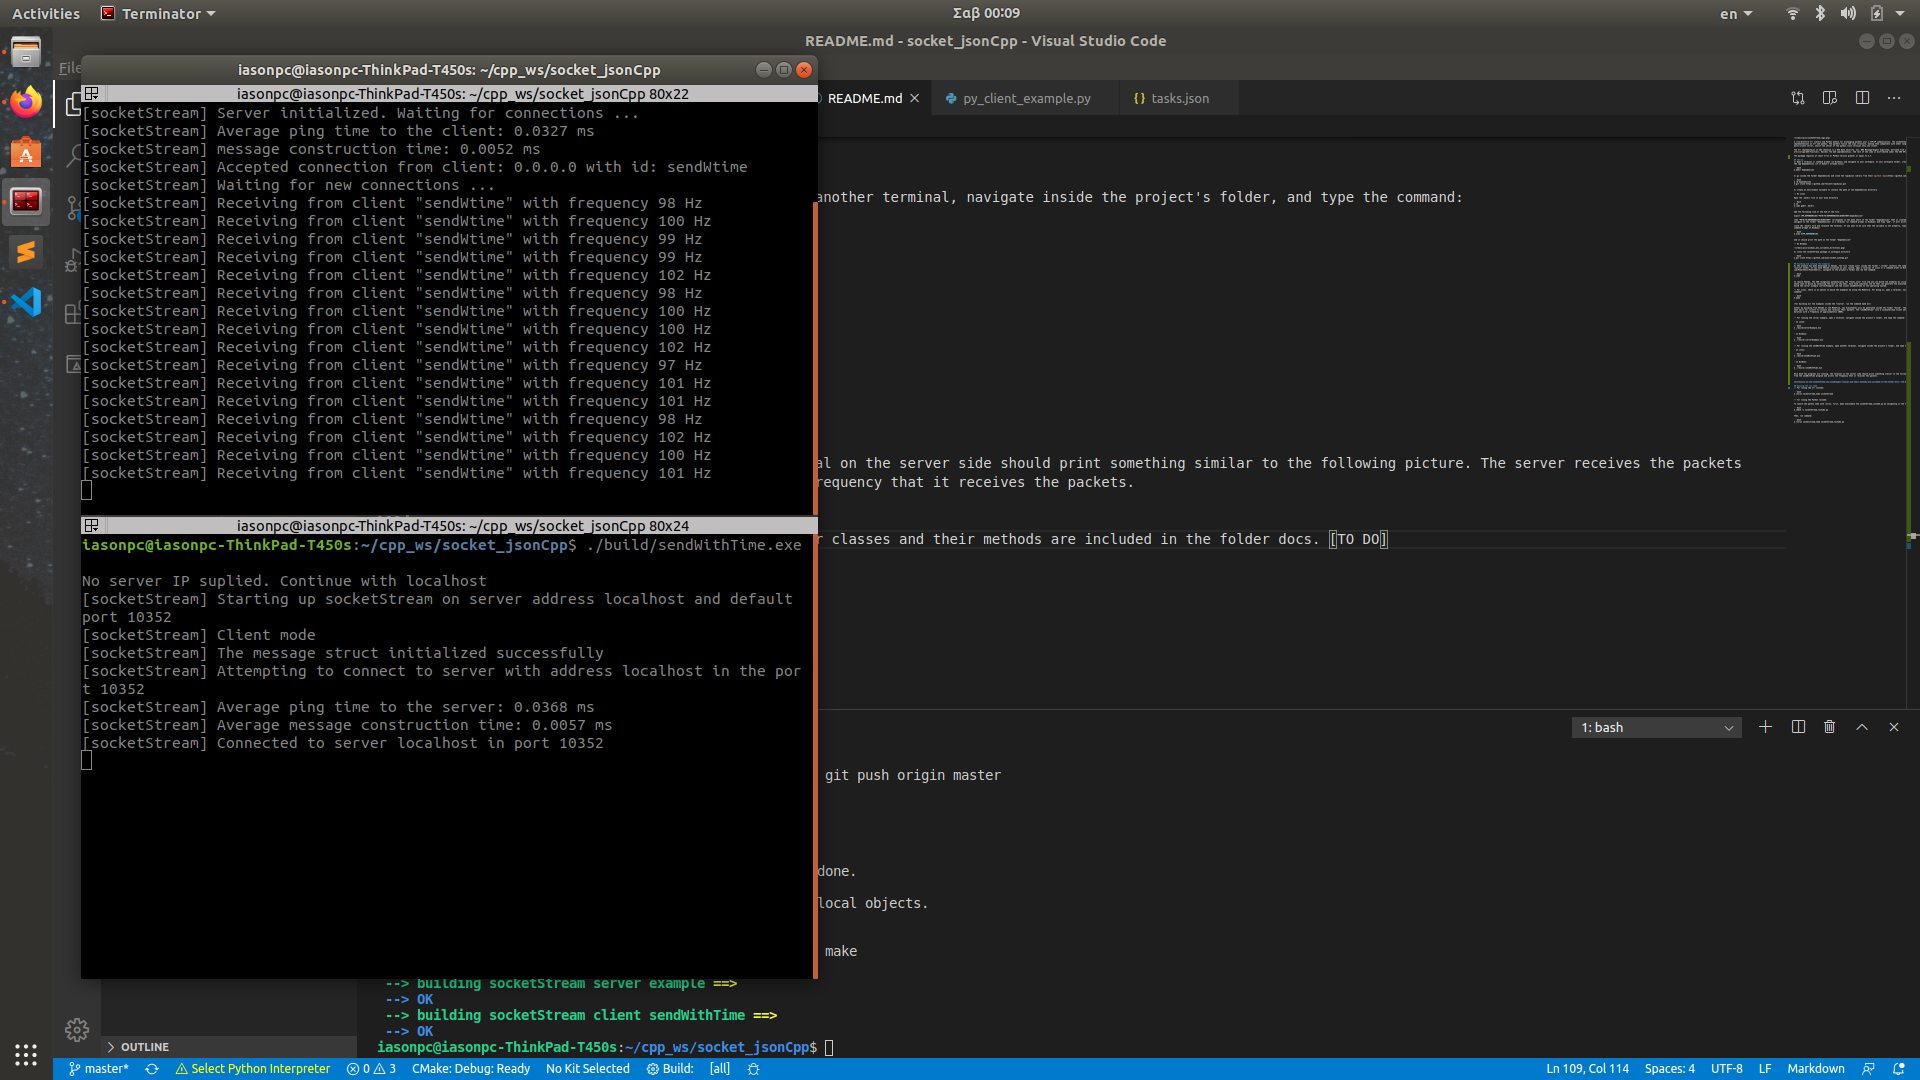 Activities
Terminator
Σαβ 00:09
en
README.md - socket_jsonCpp - Visual Studio Code
File
iasonpc@iasonpc-ThinkPad-T450s: ~/cpp_ws/socket_jsonCpp
iasonpc@iasonpc-ThinkPad-T450s: ~/cpp_ws/socket_jsonCpp 80x22
[socketStream] Server initialized. Waiting for connections ...
[socketStream] Average ping time to the client: 0.0327 ms
[socketStream] message construction time: 0.0052 ms
[socketStream] Accepted connection from client: 0.0.0.0 with id: sendWtime
[socketStream] Waiting for new connections ...
[socketStream] Receiving from client "sendWtime" with frequency 98 Hz
[socketStream] Receiving from client "sendWtime" with frequency 100 Hz
[socketStream] Receiving from client "sendWtime" with frequency 99 Hz
[socketStream] Receiving from client "sendWtime" with frequency 99 Hz
[socketStream] Receiving from client "sendWtime" with frequency 102 Hz
[socketStream] Receiving from client "sendWtime" with frequency 98 Hz
[socketStream] Receiving from client "sendWtime" with frequency 100 Hz
[socketStream] Receiving from client "sendWtime" with frequency 100 Hz
[socketStream] Receiving from client "sendWtime" with frequency 102 Hz
[socketStream] Receiving from client "sendWtime" with frequency 97 Hz
[socketStream] Receiving from client "sendWtime" with frequency 101 Hz
[socketStream] Receiving from client "sendWtime" with frequency 101 Hz
[socketStream] Receiving from client "sendWtime" with frequency 98 Hz
[socketStream] Receiving from client "sendWtime" with frequency 102 Hz
[socketStream] Receiving from client "sendWtime" with frequency 100 Hz
[socketStream] Receiving from client "sendWtime" with frequency 101 Hz
iasonpc@iasonpc-ThinkPad-T450s: ~/cpp_ws/socket_jsonCpp 80x24
iasonpc@iasonpc-ThinkPad-T450s:~/cpp_ws/socket_jsonCpp$ ./build/sendWithTime.exe
No server IP suplied. Continue with localhost
[socketStream] Starting up socketStream on server address localhost and default
port 10352
[socketStream] Client mode
[socketStream] The message struct initialized successfully
[socketStream] Attempting to connect to server with address localhost in the por
t 10352
[socketStream] Average ping time to the server: 0.0368 ms
[socketStream] Average message construction time: 0.0057 ms
[socketStream] Connected to server localhost in port 10352
README.md
py_client_example.py
{} tasks.json
another terminal, navigate inside the project's folder, and type the command:
al on the server side should print something similar to the following picture. The server receives the packets
requency that it receives the packets.
r classes and their methods are included in the folder docs. [TO DO]
1: bash
git push origin master
done.
local objects.
make
--> building socketStream server example ==>
--> OK
--> building socketStream client sendWithTime ==>
--> OK
iasonpc@iasonpc-ThinkPad-T450s:~/cpp_ws/socket_jsonCpp$
OUTLINE
master*
Select Python Interpreter
0
3
CMake: Debug: Ready
No Kit Selected
Build:
[all]
Ln 109, Col 114
Spaces: 4
UTF-8
LF
Markdown